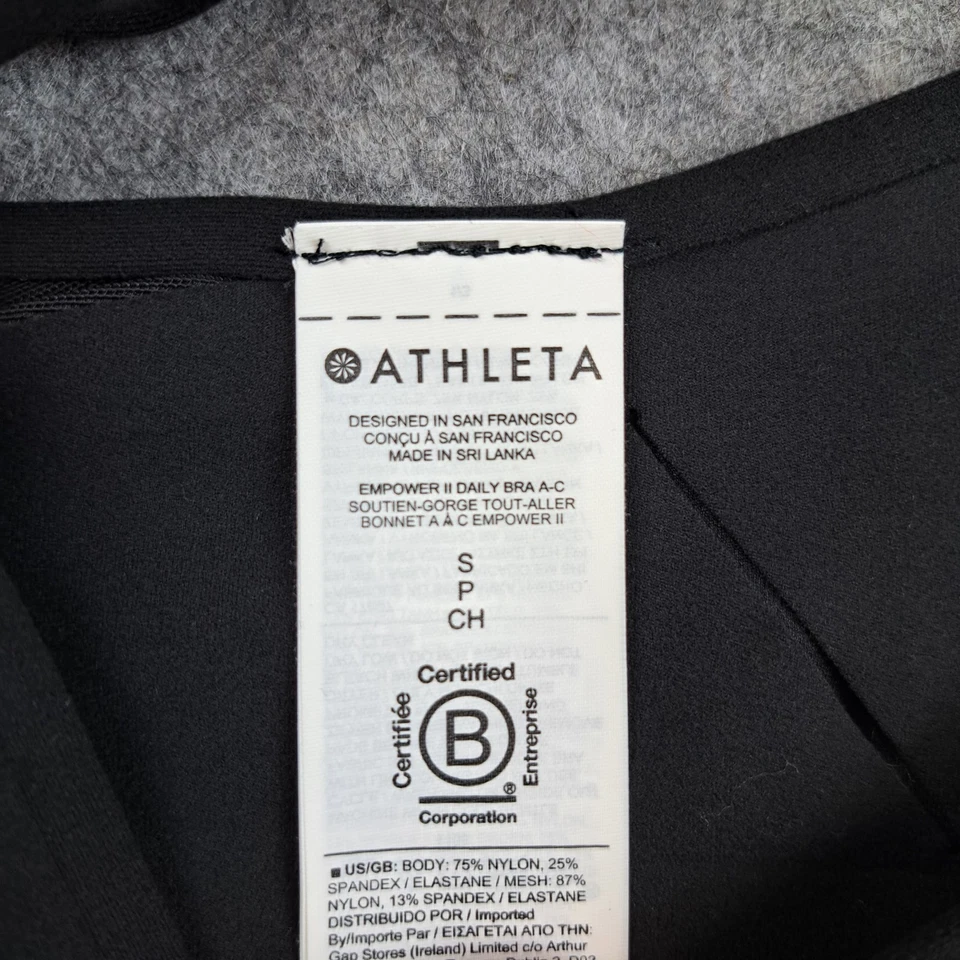 ATHLETA
DESIGNED IN SAN FRANCISCO
CONÇU À SAN FRANCISCO
MADE IN SRI LANKA
EMPOWER II DAILY BRA A-C
SOUTIEN-GORGE TOUT-ALLER
BONNET A À C EMPOWER II
S
P
CH
Certified
Certifiée
B
Entreprise
®
Corporation
US/GB: BODY: 75% NYLON, 25%
SPANDEX / ELASTANE / MESH: 87%
NYLON, 13% SPANDEX / ELASTANE
DISTRIBUIDO POR / Imported
By/Importe Par / ΕΙΣΑΓΕΤΑΙ ΑΠΟ ΤΗΝ:
Gap Stores (Ireland) Limited c/o Arthur